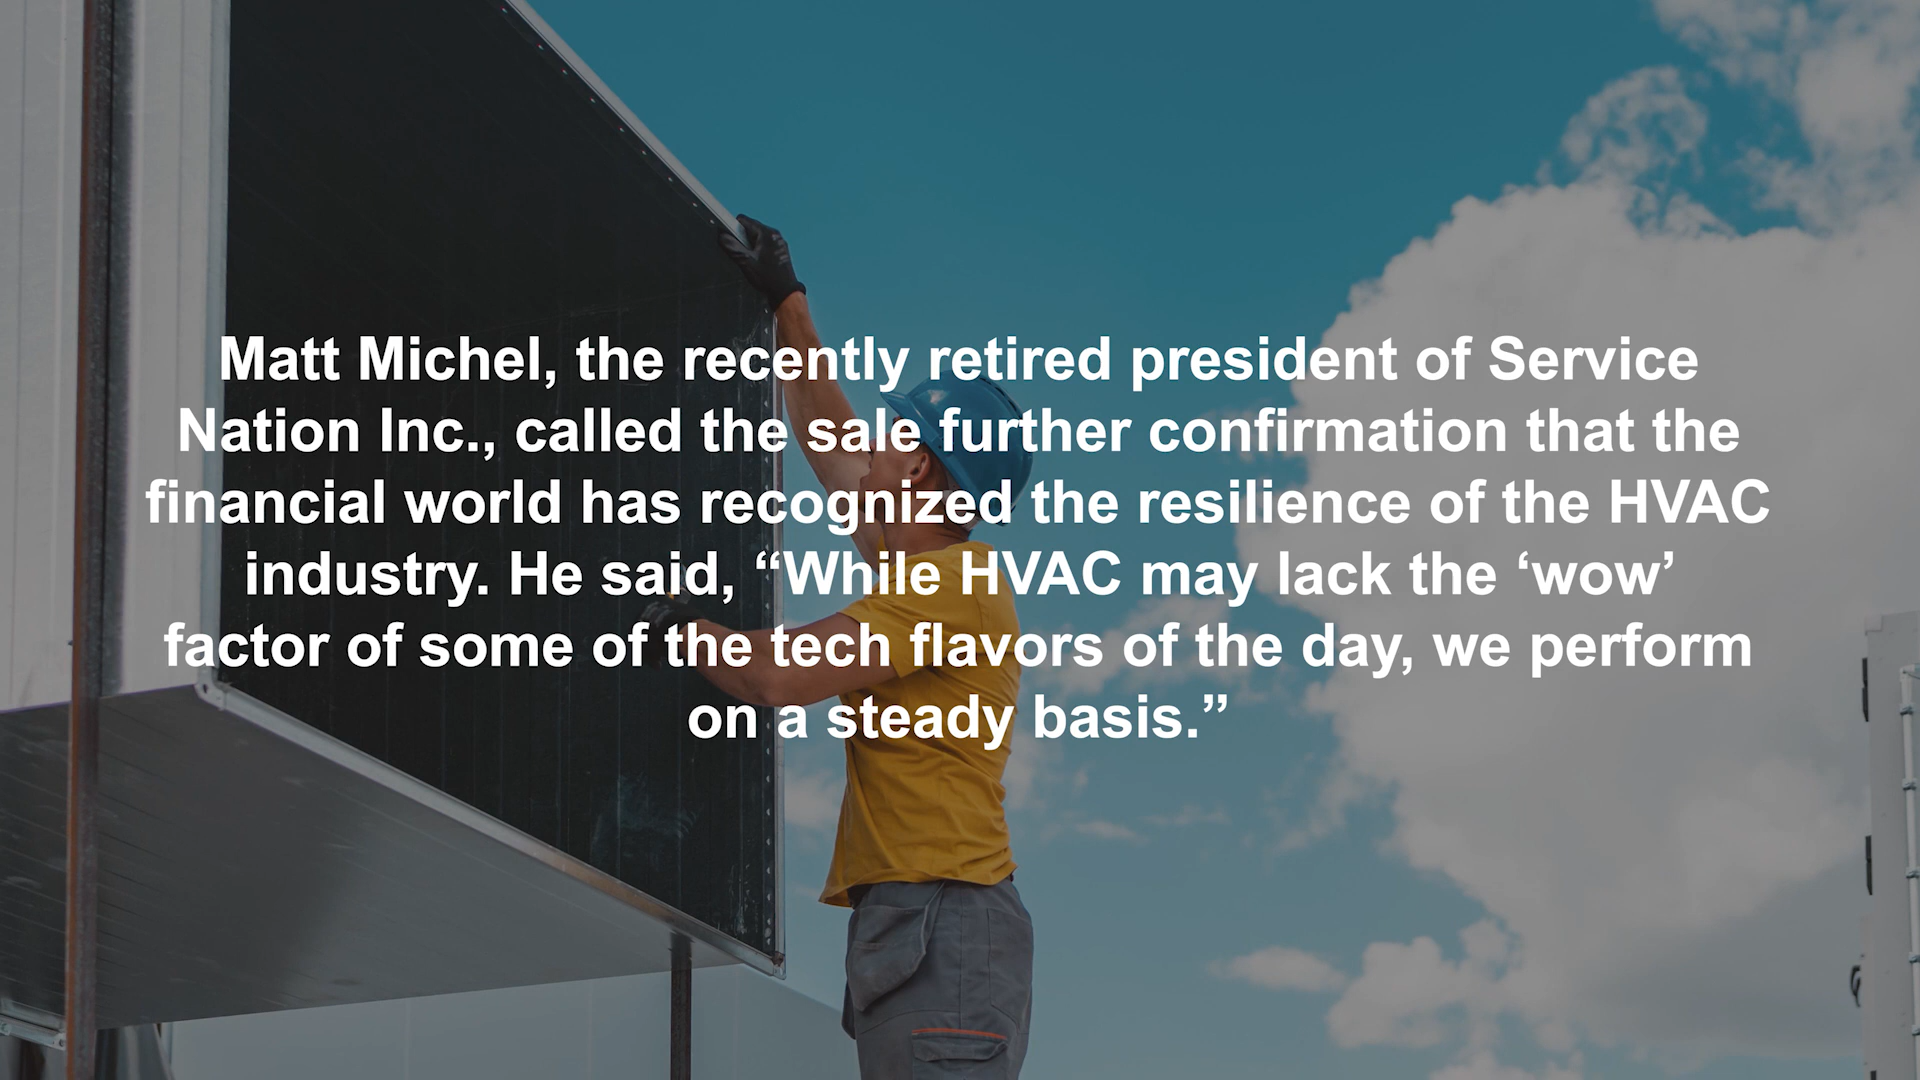 Matt Michel, the recently retired president of Service
Nation Inc., called the sale further confirmation that the
financial world has recognized the resilience of the HVAC
industry. He said, “While HVAC may lack the ‘wow’
factor of some of the tech flavors of the day, we perform
on a steady basis.”